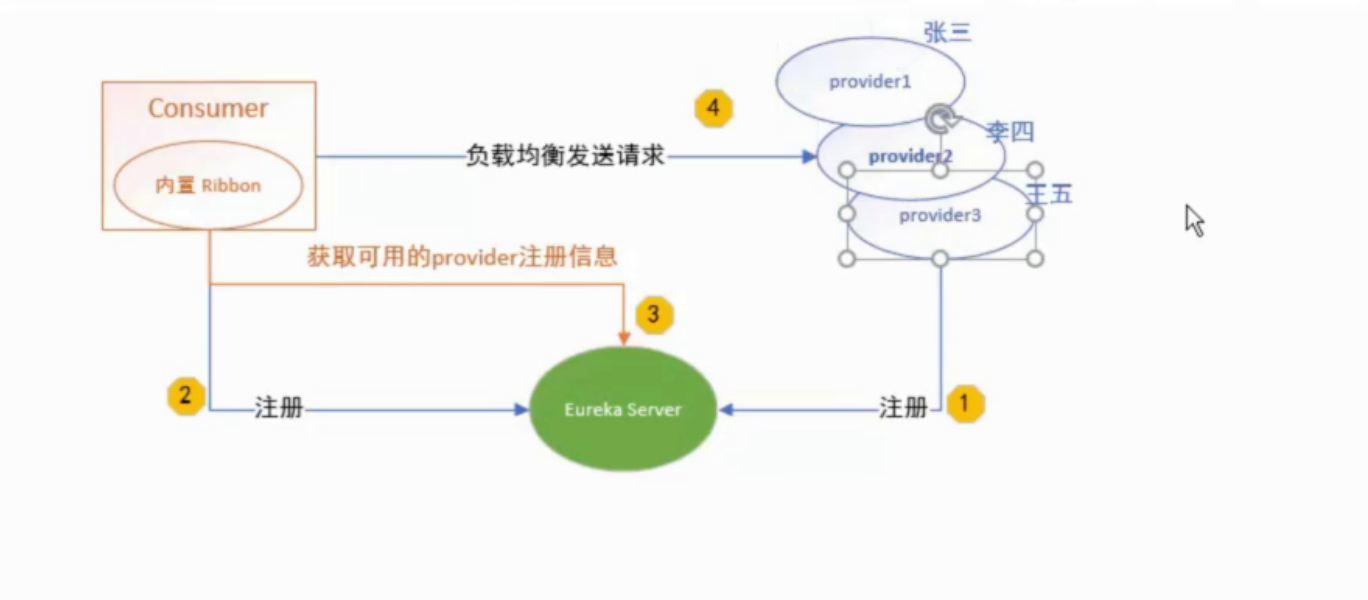 张三
provider1
Consumer
4
李四
负载均衡发送请求
provider2
内置 Ribbon
王五
provider3
获取可用的provider注册信息
3
2
注册
Eureka Server
注册
1